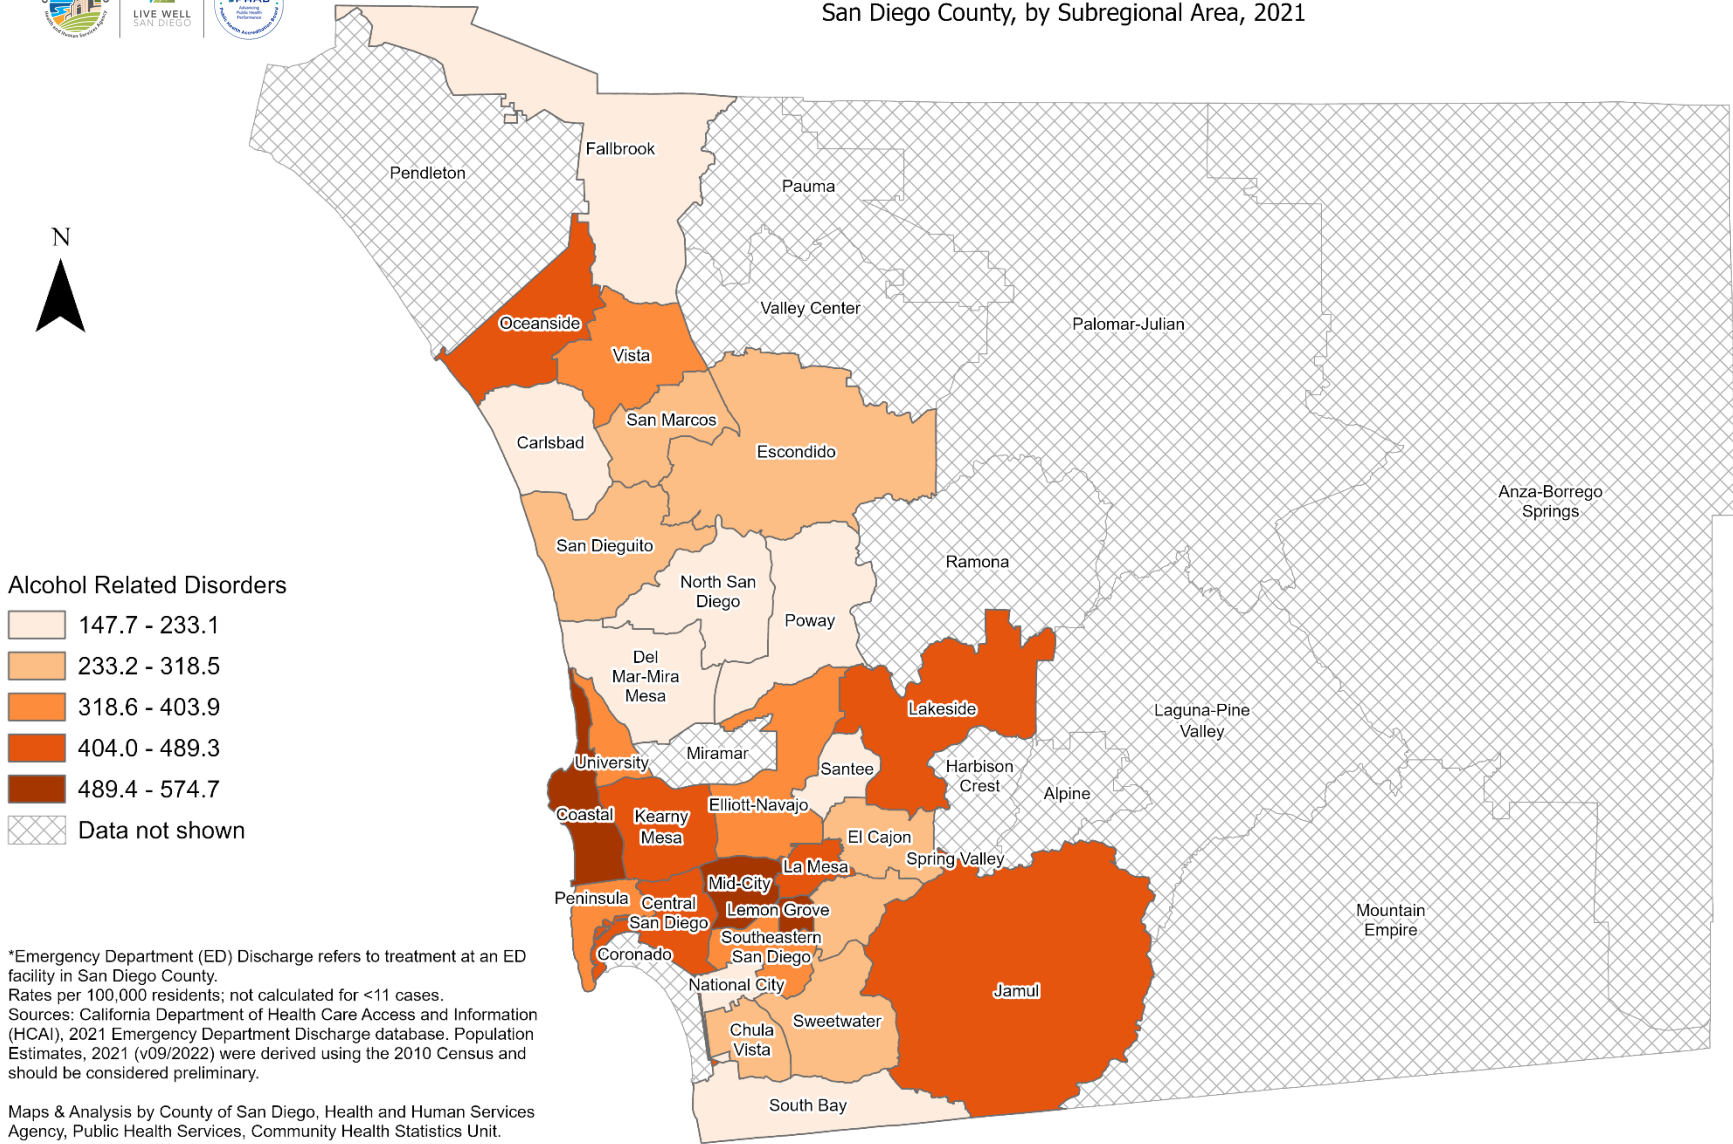 San Diego County, by Subregional Area, 2021
LIVE WELL
SAN DIEGO
Fallbrook
Pendleton
Pauma
N
Valley Center
Oceanside
Palomar-Julian
Vista
San Marcos
Carlsbad
Escondido
Anza-Borrego
Springs
San Dieguito
Ramona
North San
Diego
Poway
Del
Mar-Mira
Mesa
Lakeside
Laguna-Pine
Valley
Miramar
University
Santee
Harbison
Crest
Alpine
Elliott-Navajo
Coastal
Kearny
Mesa
El Cajon
Spring Valley
La Mesa
Mid-City
Peninsula
Central
San Diego
Lemon Grove
Mountain
Empire
Southeastern
San Diego
Coronado
National City
Jamul
Chula
Vista
Sweetwater
South Bay
Alcohol Related Disorders
147.7 - 233.1
233.2 - 318.5
318.6 - 403.9
404.0 - 489.3
489.4 - 574.7
Data not shown
*Emergency Department (ED) Discharge refers to treatment at an ED
facility in San Diego County.
Rates per 100,000 residents; not calculated for <11 cases.
Sources: California Department of Health Care Access and Information
(HCAI), 2021 Emergency Department Discharge database. Population
Estimates, 2021 (v09/2022) were derived using the 2010 Census and
should be considered preliminary.
Maps & Analysis by County of San Diego, Health and Human Services
Agency, Public Health Services, Community Health Statistics Unit.